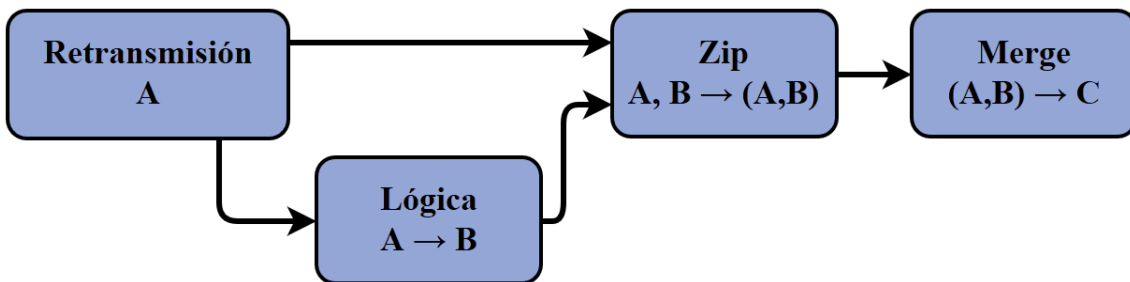 Retransmisión
A
Lógica
A → B
Zip
A, B → (A,B)
Merge
(A,B) → C